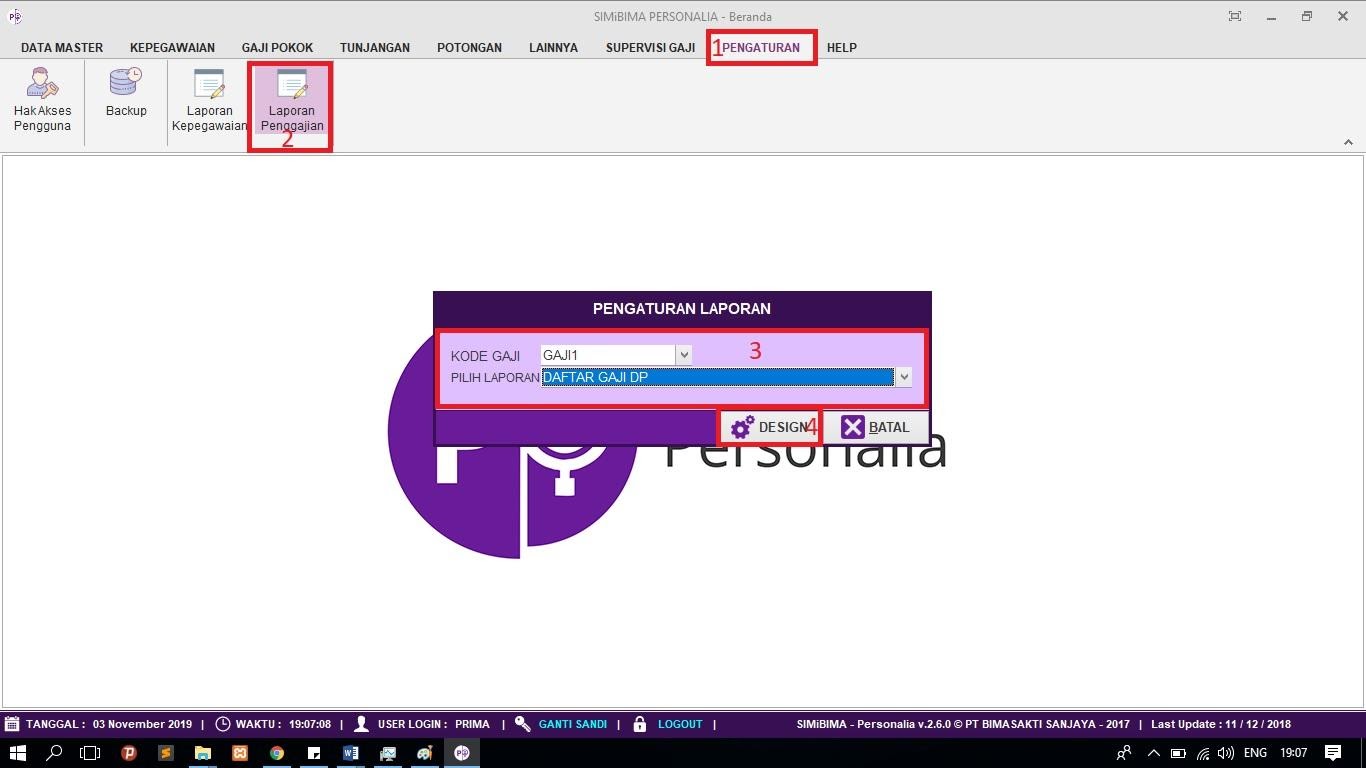 SIMiBIMA PERSONALIA - Beranda
DATA MASTER KEPEGAWAIAN GAJI POKOK TUNJANGAN POTONGAN LAINNYA SUPERVISI GAJI 1 PENGATURAN HELP
Hak Akses Pengguna
Backup
Laporan Kepegawaian
Laporan Penggajian
2
PENGATURAN LAPORAN
KODE GAJI GAJI1 3
PILIH LAPORAN DAFTAR GAJI DP
DESIGN 4 BATAL
Personalia
TANGGAL : 03 November 2019 | WAKTU : 19:07:08 | USER LOGIN : PRIMA | GANTI SANDI | LOGOUT | SIMiBIMA - Personalia v.2.6.0 © PT BIMASAKTI SANJAYA - 2017 | Last Update : 11 / 12 / 2018
ENG 19:07